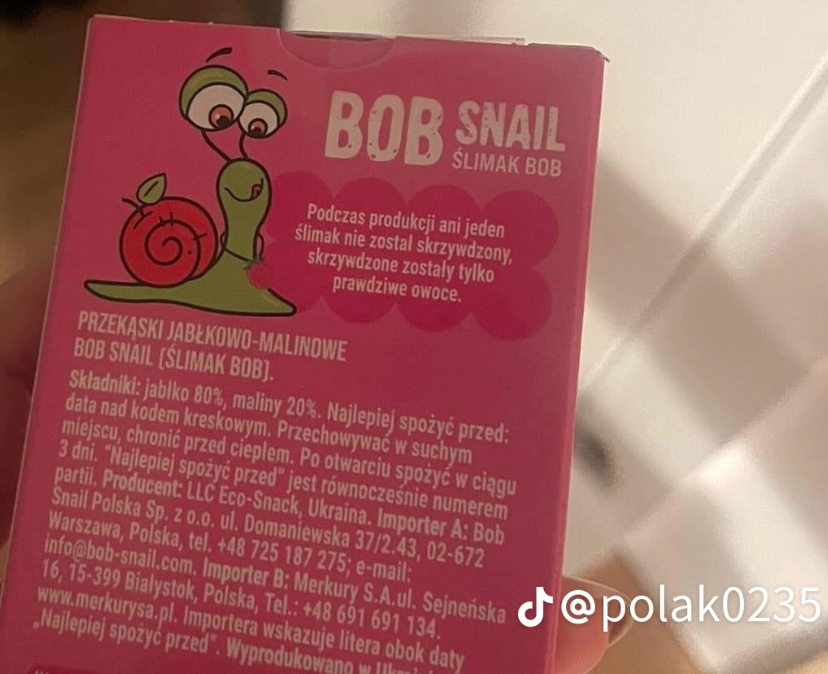 BOB SNAIL
ŚLIMAK BOB
Podczas produkcji ani jeden
ślimak nie został skrzywdzony,
skrzywdzone zostały tylko
prawdziwe owoce.
PRZEKĄSKI JABŁKOWO-MALINOWE
BOB SNAIL (ŚLIMAK BOB).
Składniki: jabłko 80%, maliny 20%. Najlepiej spożyć przed:
data nad kodem kreskowym. Przechowywać w suchym
miejscu, chronić przed ciepłem. Po otwarciu spożyć w ciągu
3 dni. "Najlepiej spożyć przed" jest równocześnie numerem
partii. Producent: LLC Eco-Snack, Ukraina. Importer A: Bob
Snail Polska Sp. z o.o. ul. Domaniewska 37/2.43, 02-672
Warszawa, Polska, tel. +48 725 187 275; e-mail:
info@bob-snail.com. Importer B: Merkury S.A.ul. Sejneńska
16, 15-399 Białystok, Polska, Tel.: +48 691 691 134.
www.merkurysa.pl. Importera wskazuje litera obok daty
„Najlepiej spożyć przed". Wyprodukowano w
@polak0235